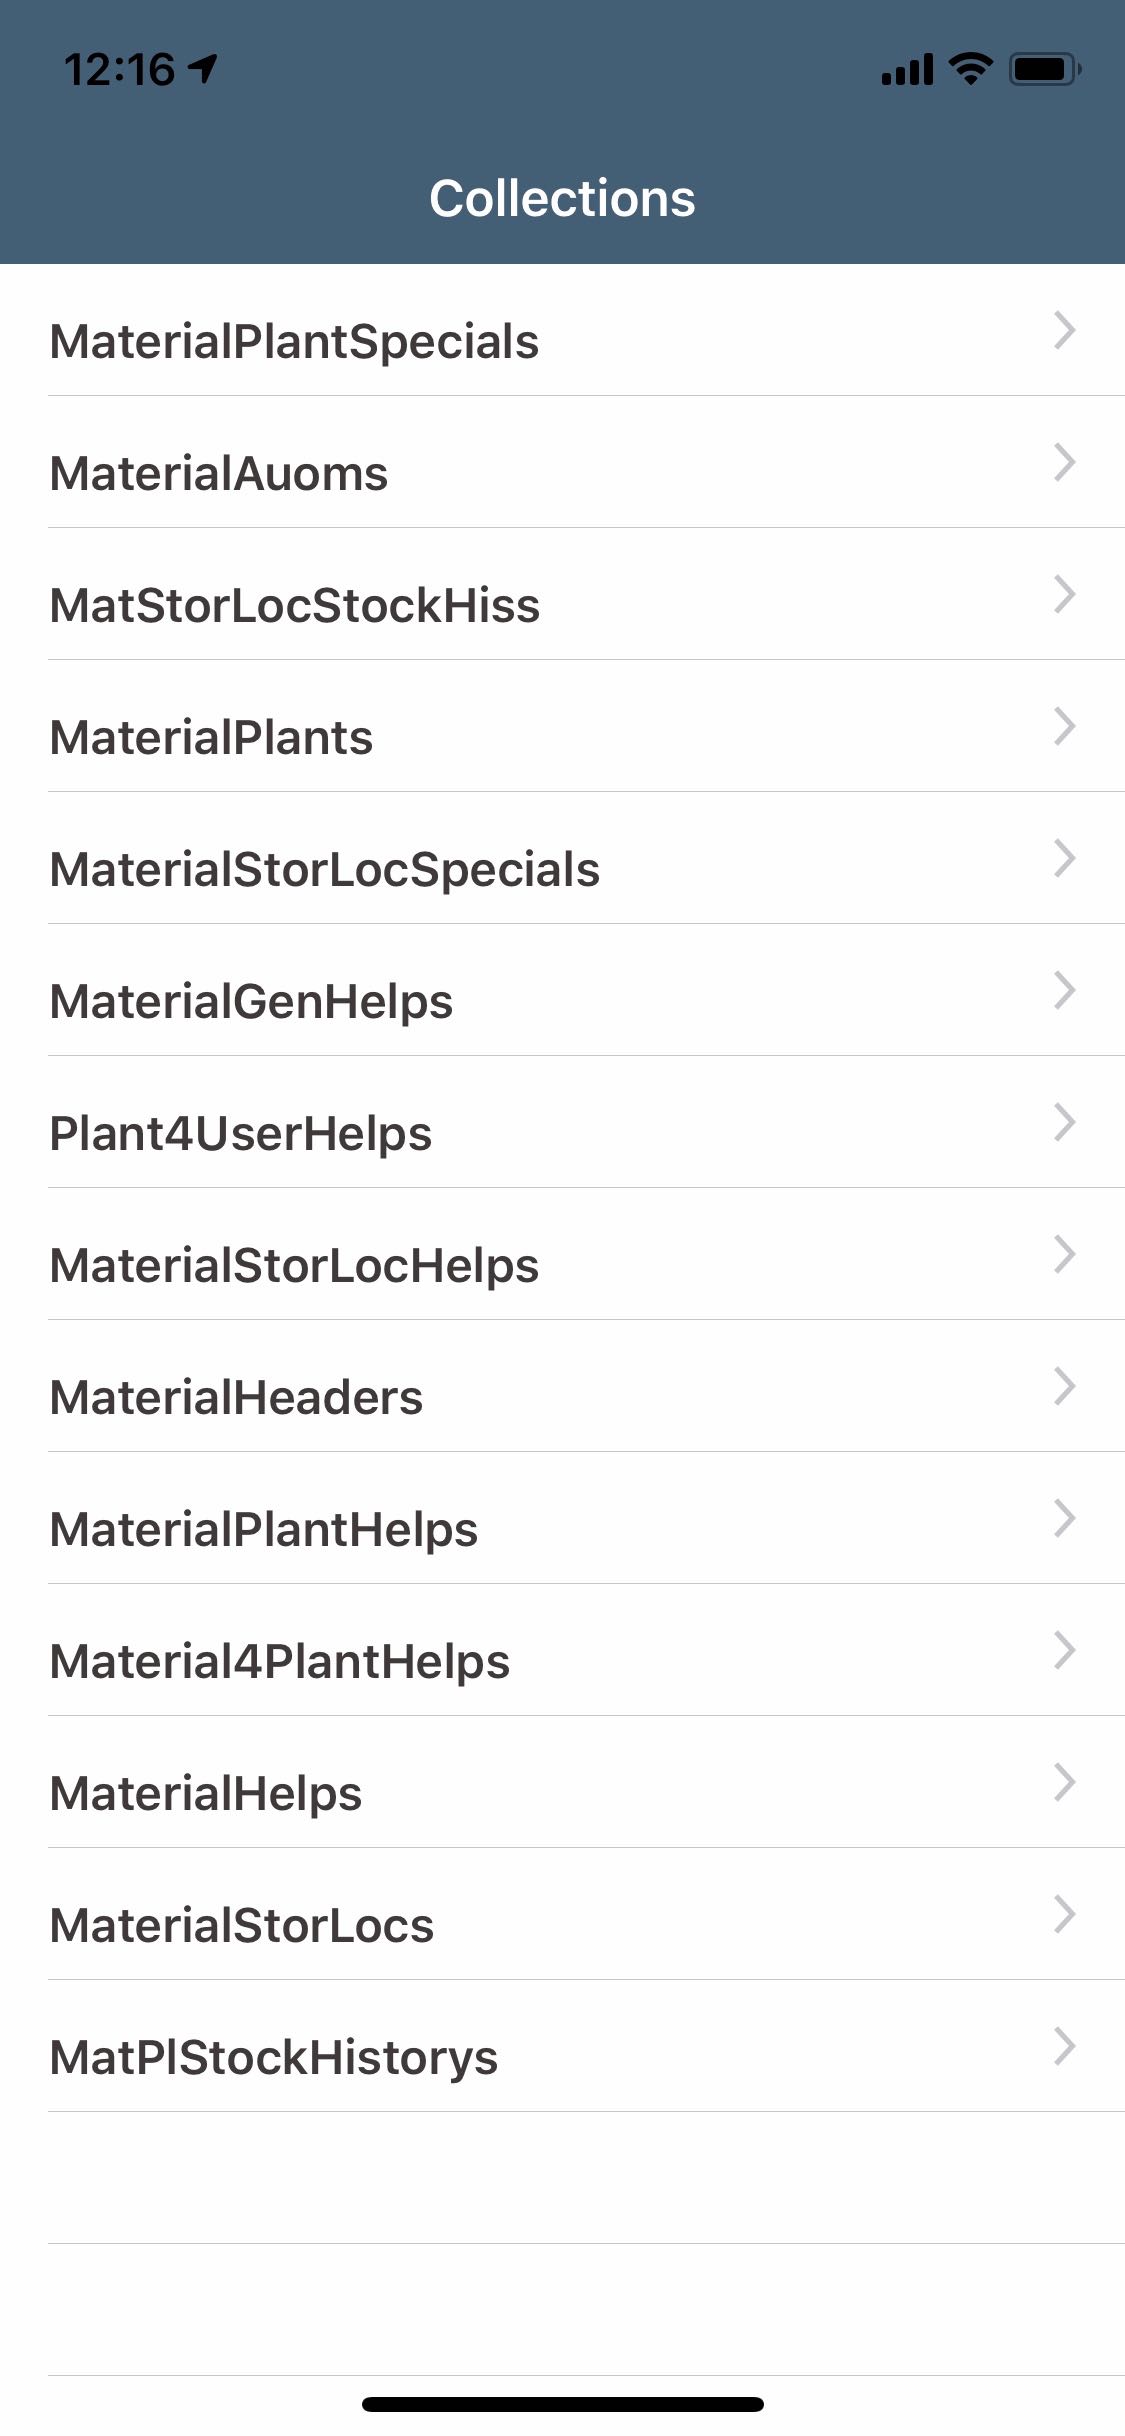 12:16
Collections
MaterialPlantSpecials
MaterialAuoms
MatStorLocStockHiss
MaterialPlants
MaterialStorLocSpecials
MaterialGenHelps
Plant4UserHelps
MaterialStorLocHelps
MaterialHeaders
MaterialPlantHelps
Material4PlantHelps
MaterialHelps
MaterialStorLocs
MatPlStockHistorys